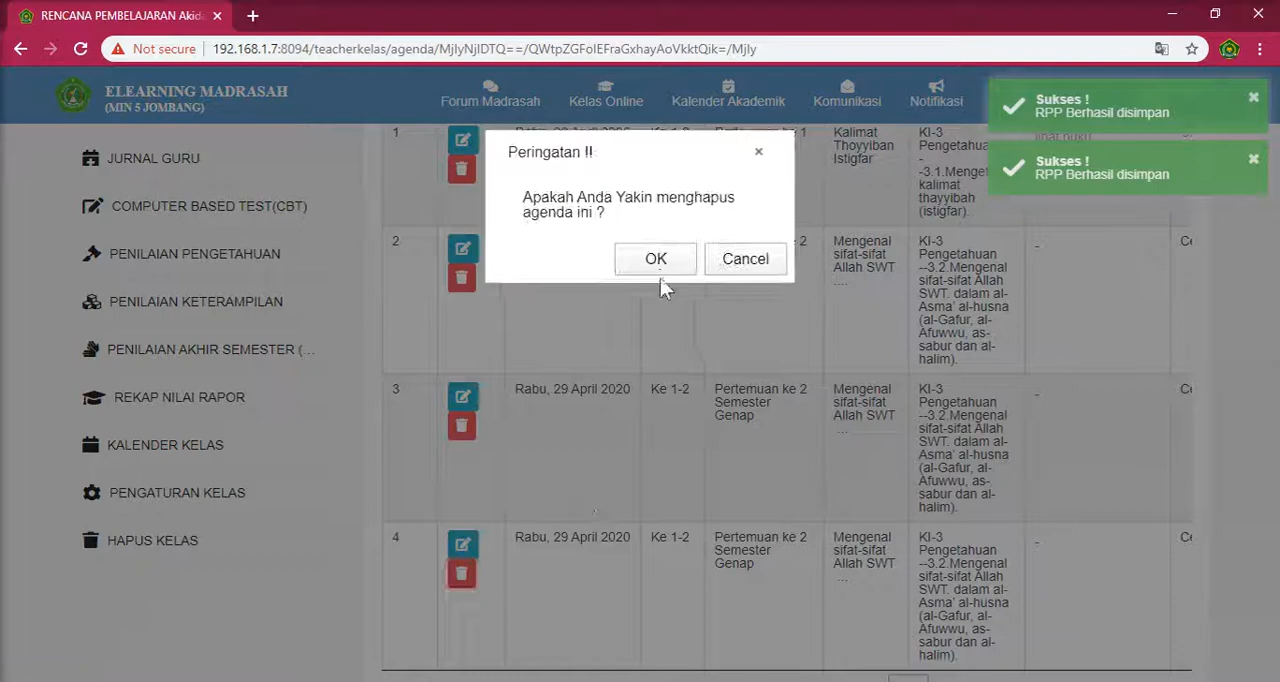 RENCANA PEMBELAJARAN Akid
Not secure
192.168.1.7:8094/teacherkelas/agenda/MjIyNjlDTQ==/QWtpZGFoIEFraGxhayAoVkktQik=/MjIy
ELEARNING MADRASAH
(MIN 5 JOMBANG)
Forum Madrasah
Kelas Online
Kalender Akademik
Komunikasi
Notifikasi
Sukses !
RPP Berhasil disimpan
Sukses !
RPP Berhasil disimpan
Peringatan !!
Apakah Anda Yakin menghapus
agenda ini ?
OK
Cancel
JURNAL GURU
COMPUTER BASED TEST(CBT)
PENILAIAN PENGETAHUAN
PENILAIAN KETERAMPILAN
PENILAIAN AKHIR SEMESTER (...
REKAP NILAI RAPOR
KALENDER KELAS
PENGATURAN KELAS
HAPUS KELAS
1
Kalimat
Thoyyiban
Istigfar
KI-3
Pengetahuan
--3.1.Menget
kalimat
thayyibah
(istigfar).
2
2
Mengenal
sifat-sifat
Allah SWT
....
KI-3
Pengetahuan
--3.2.Mengenal
sifat-sifat Allah
SWT. dalam al-
Asma' al-husna
(al-Gafur, al-
Afuwwu, as-
sabur dan al-
halim).
-
Ce
3
Rabu, 29 April 2020
Ke 1-2
Pertemuan ke 2
Semester
Genap
Mengenal
sifat-sifat
Allah SWT
...
KI-3
Pengetahuan
--3.2.Mengenal
sifat-sifat Allah
SWT. dalam al-
Asma' al-husna
(al-Gafur, al-
Afuwwu, as-
sabur dan al-
halim).
-
Ce
4
Rabu, 29 April 2020
Ke 1-2
Pertemuan ke 2
Semester
Genap
Mengenal
sifat-sifat
Allah SWT
...
KI-3
Pengetahuan
--3.2.Mengenal
sifat-sifat Allah
SWT. dalam al-
Asma' al-husna
(al-Gafur, al-
Afuwwu, as-
sabur dan al-
halim).
-
Ce